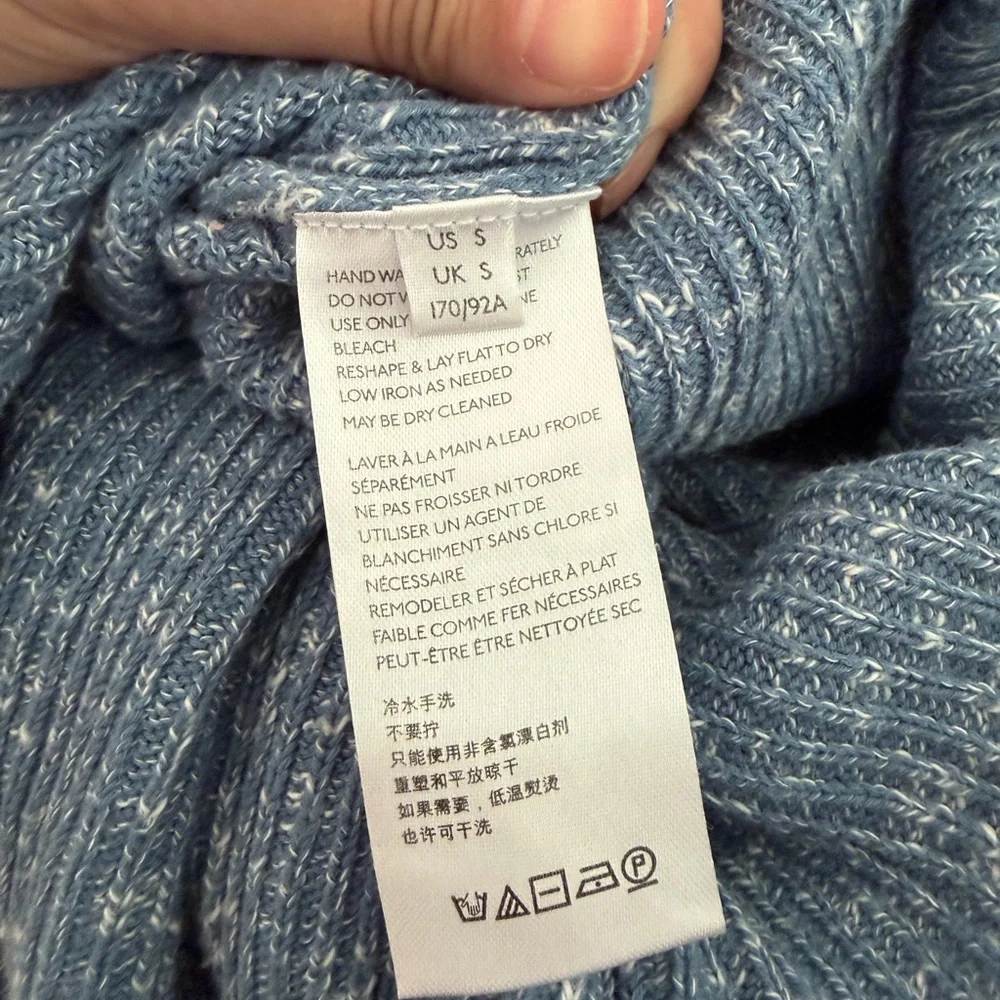 US S
UK S
170/92A
HAND WA RATELY
DO NOT ST
USE ONLY NE
BLEACH
RESHAPE & LAY FLAT TO DRY
LOW IRON AS NEEDED
MAY BE DRY CLEANED
LAVER À LA MAIN A LEAU FROIDE
SÉPARÉMENT
NE PAS FROISSER NI TORDRE
UTILISER UN AGENT DE
BLANCHIMENT SANS CHLORE SI
NÉCESSAIRE
REMODELER ET SÉCHER À PLAT
FAIBLE COMME FER NÉCESSAIRES
PEUT-ÊTRE ÊTRE NETTOYÉE SEC
冷水手洗
不要拧
只能使用非含氯漂白剂
重塑和平放晾干
如果需要，低温熨烫
也许可干洗
P